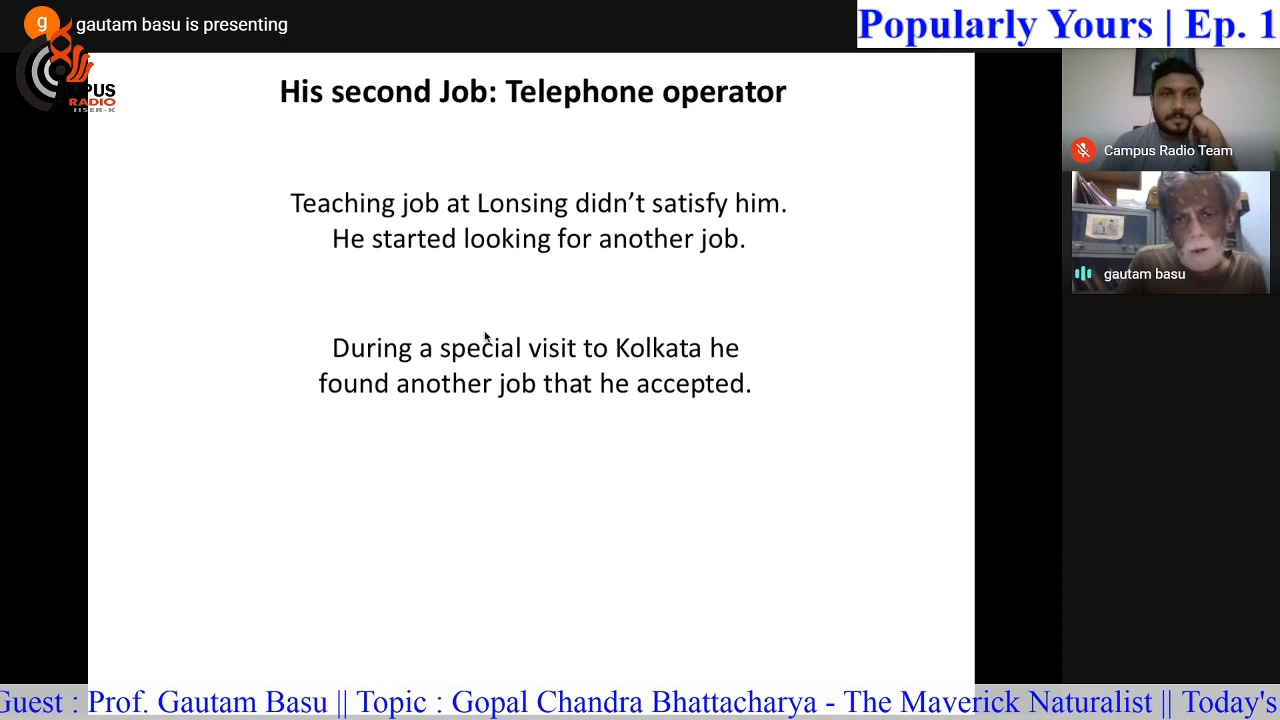 g
gautam basu is presenting
Popularly Yours | Ep. 1
RADIO
IISER-K
His second Job: Telephone operator
Teaching job at Lonsing didn’t satisfy him.
He started looking for another job.
During a special visit to Kolkata he
found another job that he accepted.
Campus Radio Team
gautam basu
Guest : Prof. Gautam Basu || Topic : Gopal Chandra Bhattacharya - The Maverick Naturalist || Today's